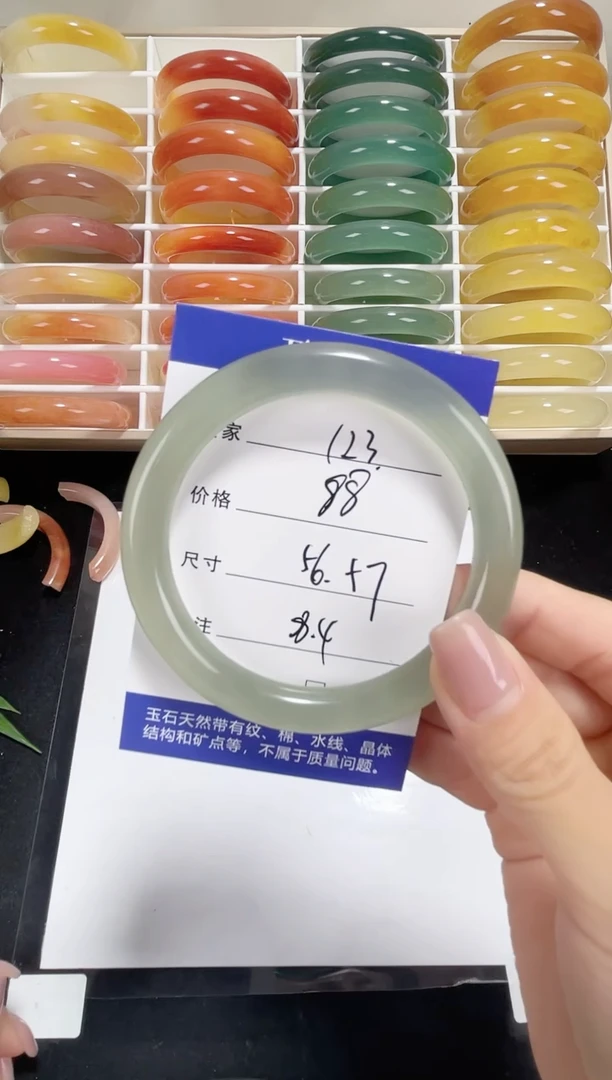 家 123.
价格 88
尺寸 56.57
注 8.4
玉石天然带有纹、棉、水线、晶体
结构和矿点等，不属于质量问题。